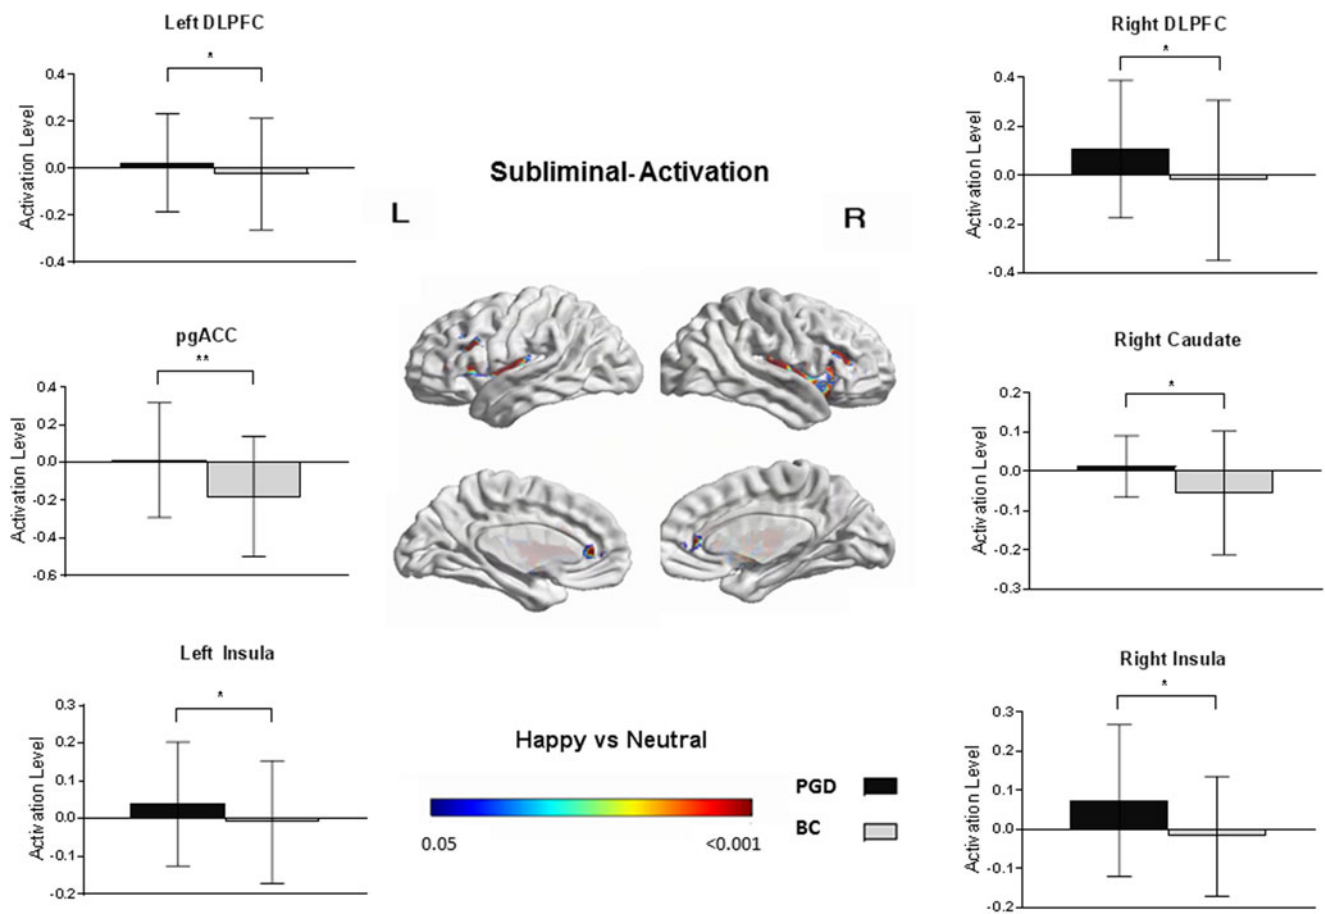 Left DLPFC
*
0.4
0.2
0.0
-0.2
-0.4
Activation Level
Right DLPFC
*
0.4
0.2
0.0
-0.2
-0.4
Activation Level
Subliminal-Activation
L
R
pgACC
**
0.4
0.2
0.0
-0.2
-0.4
-0.6
Activation Level
Right Caudate
*
0.2
0.1
0.0
-0.1
-0.2
-0.3
Activation Level
Left Insula
*
0.3
0.2
0.1
0.0
-0.1
-0.2
Activation Level
Right Insula
*
0.3
0.2
0.1
0.0
-0.1
-0.2
Activation Level
Happy vs Neutral
0.05
<0.001
PGD
BC